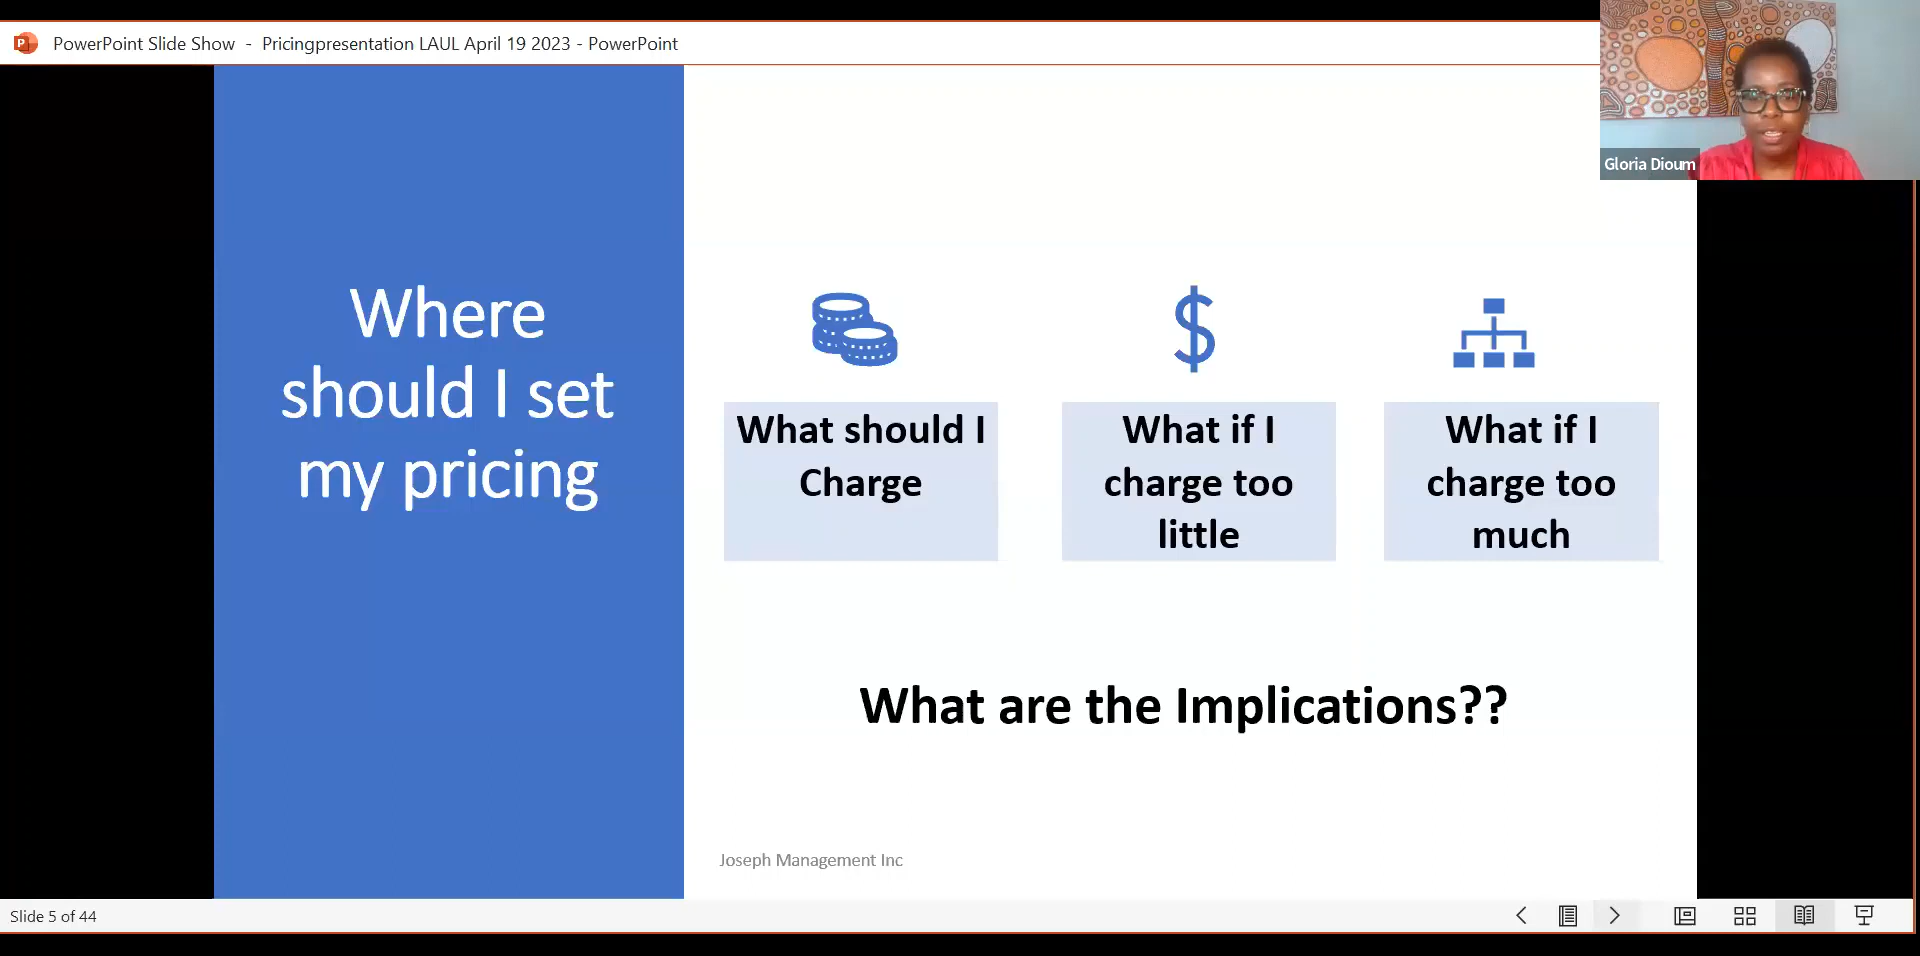 PowerPoint Slide Show - Pricingpresentation LAUL April 19 2023 - PowerPoint
Gloria Dioum
Where
should I set
my pricing
What should I
Charge
What if I
charge too
little
What if I
charge too
much
What are the Implications??
Joseph Management Inc
Slide 5 of 44